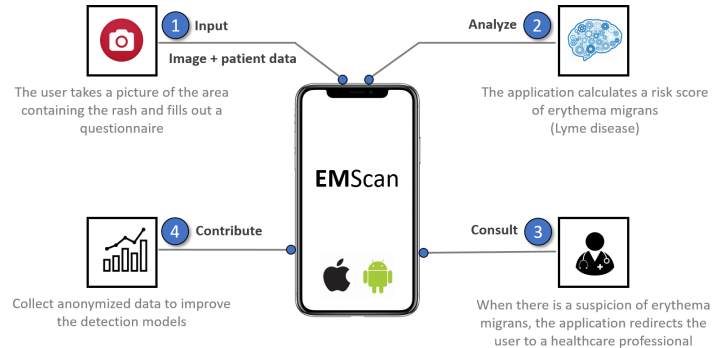 1 Input
Image + patient data
The user takes a picture of the area
containing the rash and fills out a
questionnaire
Analyze 2
The application calculates a risk score
of erythema migrans
(Lyme disease)
EMScan
Consult 3
When there is a suspicion of erythema
migrans, the application redirects the
user to a healthcare professional
4 Contribute
Collect anonymized data to improve
the detection models